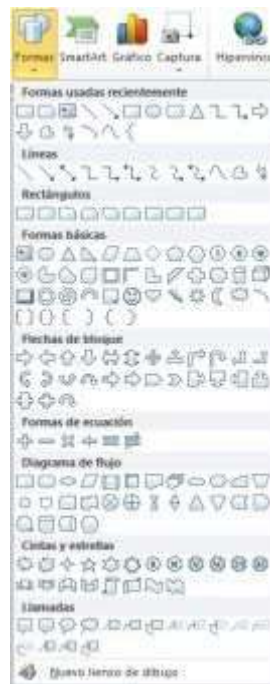 Formas SmartArt Gráfico Captura Hipervínculo
Formas usadas recientemente
Líneas
Rectángulos
Formas básicas
Flechas de bloque
Formas de ecuación
Diagrama de flujo
Cintas y estrellas
Llamadas
Nuevo lienzo de dibujo